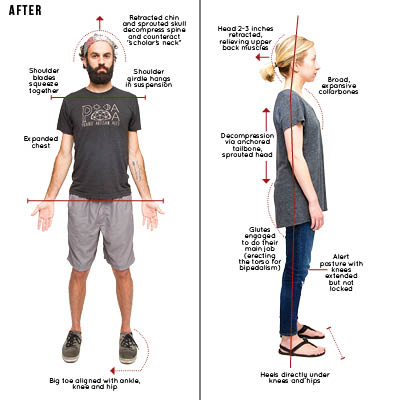 AFTER
Retracted chin
and sprouted skull
decompress spine
and counteract
"scholar's neck"
Shoulder
blades
squeeze
together
Shoulder
girdle hangs
in suspension
Expanded
chest
Big toe aligned with ankle,
knee and hip
Head 2-3 inches
retracted,
relieving upper
back muscles
Broad,
expansive
collarbones
Decompression
via anchored
tailbone,
sprouted head
Glutes
engaged
to do their
main job
(erecting
the torso for
bipedalism)
Alert
posture with
knees
extended
but not
locked
Heels directly under
knees and hips